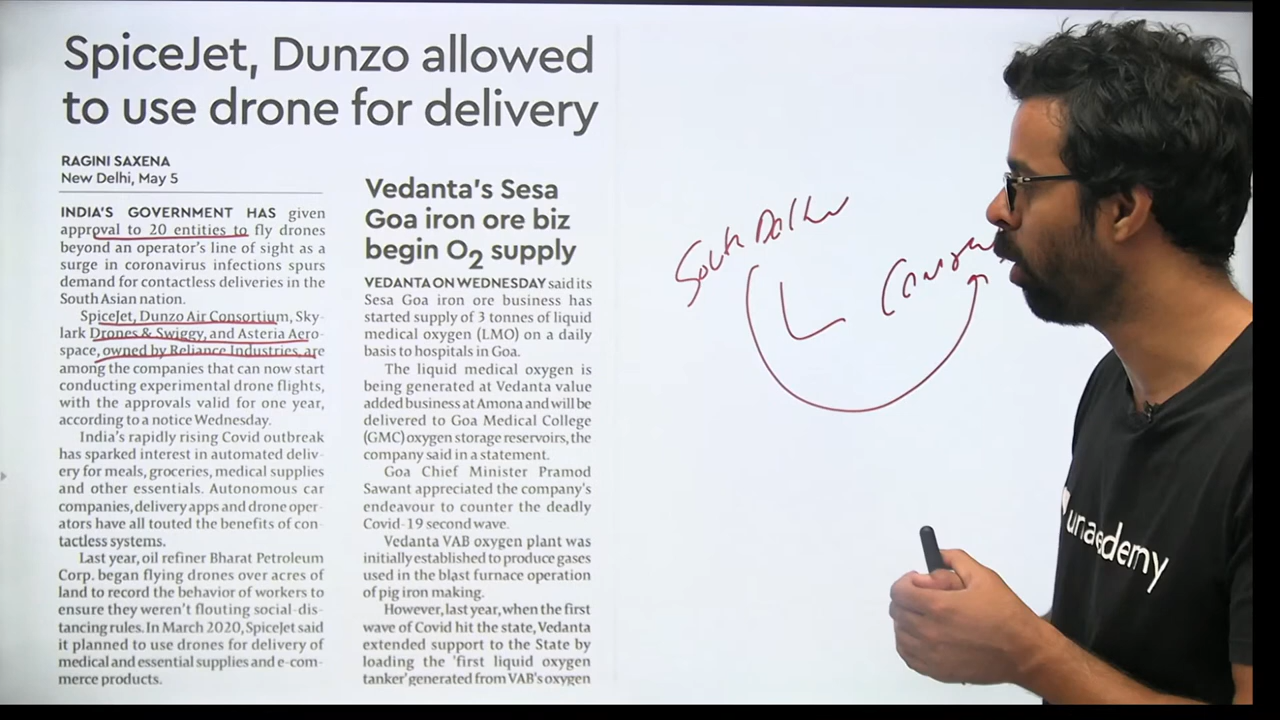 SpiceJet, Dunzo allowed
to use drone for delivery
RAGINI SAXENA
New Delhi, May 5
INDIA'S GOVERNMENT HAS given
approval to 20 entities to fly drones
beyond an operator's line of sight as a
surge in coronavirus infections spurs
demand for contactless deliveries in the
South Asian nation.
SpiceJet, Dunzo Air Consortium, Sky-
lark Drones & Swiggy, and Asteria Aero-
space, owned by Reliance Industries, are
among the companies that can now start
conducting experimental drone flights,
with the approvals valid for one year,
according to a notice Wednesday.
India's rapidly rising Covid outbreak
has sparked interest in automated deliv-
ery for meals, groceries, medical supplies
and other essentials. Autonomous car
companies, delivery apps and drone oper-
ators have all touted the benefits of con-
tactless systems.
Last year, oil refiner Bharat Petroleum
Corp. began flying drones over acres of
land to record the behavior of workers to
ensure they weren't flouting social-dis-
tancing rules. In March 2020, SpiceJet said
it planned to use drones for delivery of
medical and essential supplies and e-com-
merce products.
Vedanta's Sesa
Goa iron ore biz
begin O2 supply
VEDANTA ON WEDNESDAY said its
Sesa Goa iron ore business has
started supply of 3 tonnes of liquid
medical oxygen (LMO) on a daily
basis to hospitals in Goa.
The liquid medical oxygen is
being generated at Vedanta value
added business at Amona and will be
delivered to Goa Medical College
(GMC) oxygen storage reservoirs, the
company said in a statement.
Goa Chief Minister Pramod
Sawant appreciated the company's
endeavour to counter the deadly
Covid-19 second wave.
Vedanta VAB oxygen plant was
initially established to produce gases
used in the blast furnace operation
of pig iron making.
However, last year, when the first
wave of Covid hit the state, Vedanta
extended support to the State by
loading the 'first liquid oxygen
tanker' generated from VAB's oxygen
South Delhi
L
unacademy